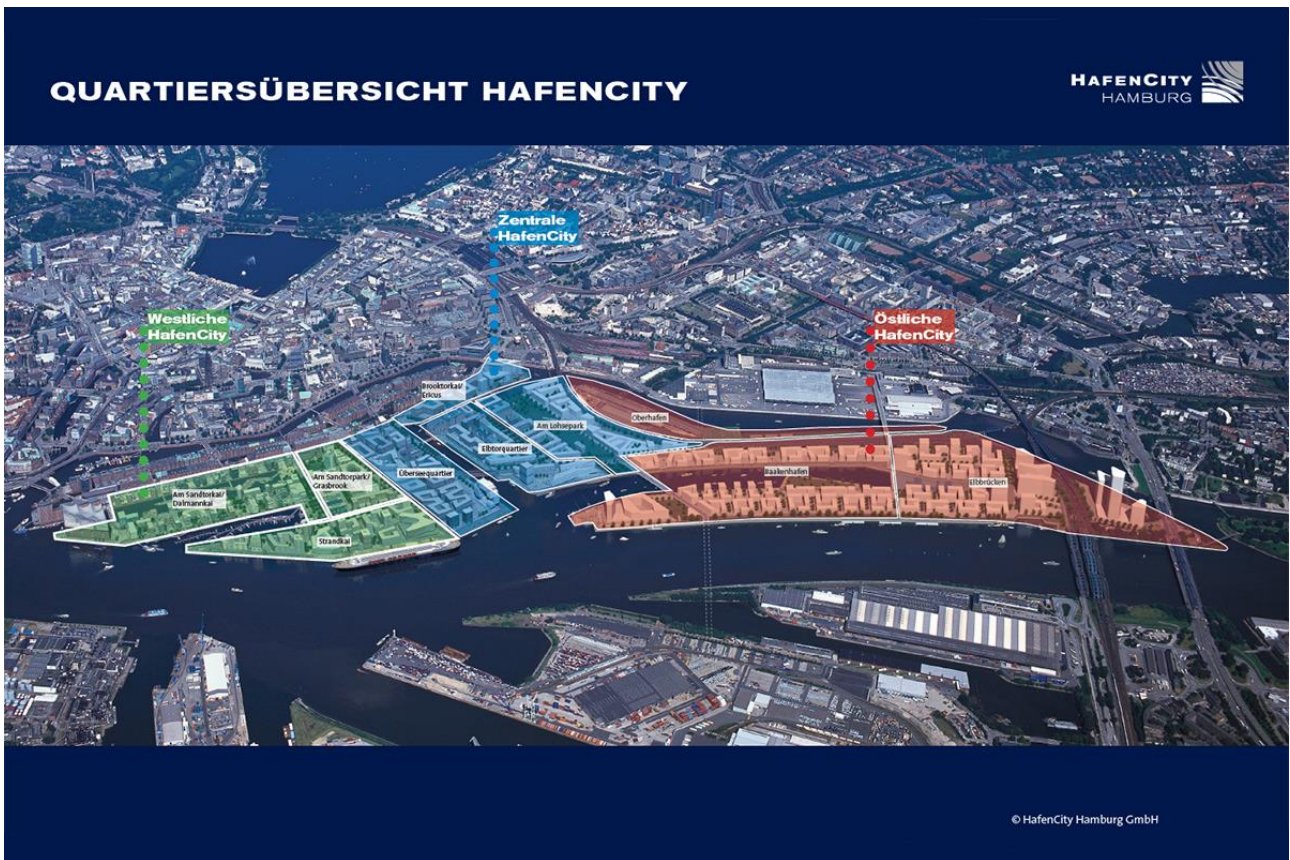 QUARTIERSÜBERSICHT HAFENCITY
HAFENCITY
HAMBURG
Zentrale
HafenCity
Westliche
HafenCity
Östliche
HafenCity
Brooktorkai/
Ericus
Am Lohsepark
Oberhafen
Elbtorquartier
Überseequartier
Am Sandtorpark/
Grasbrook
Am Sandtorkai/
Dalmannkai
Strandkai
Baakenhafen
Elbbrücken
© HafenCity Hamburg GmbH